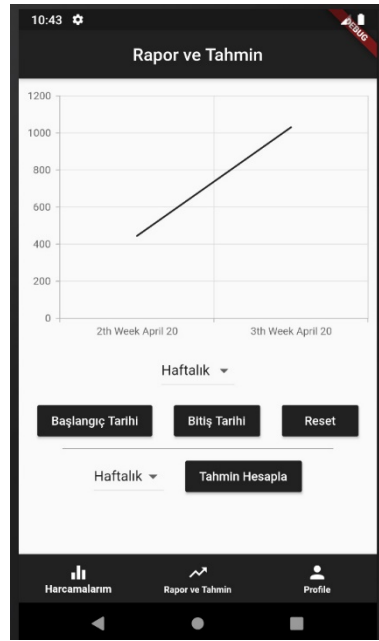 10:43
DEBUG
Rapor ve Tahmin
1200
1000
800
600
400
200
0
2th Week April 20 3th Week April 20
Haftalık
Başlangıç Tarihi Bitiş Tarihi Reset
Haftalık Tahmin Hesapla
Harcamalarım Rapor ve Tahmin Profile